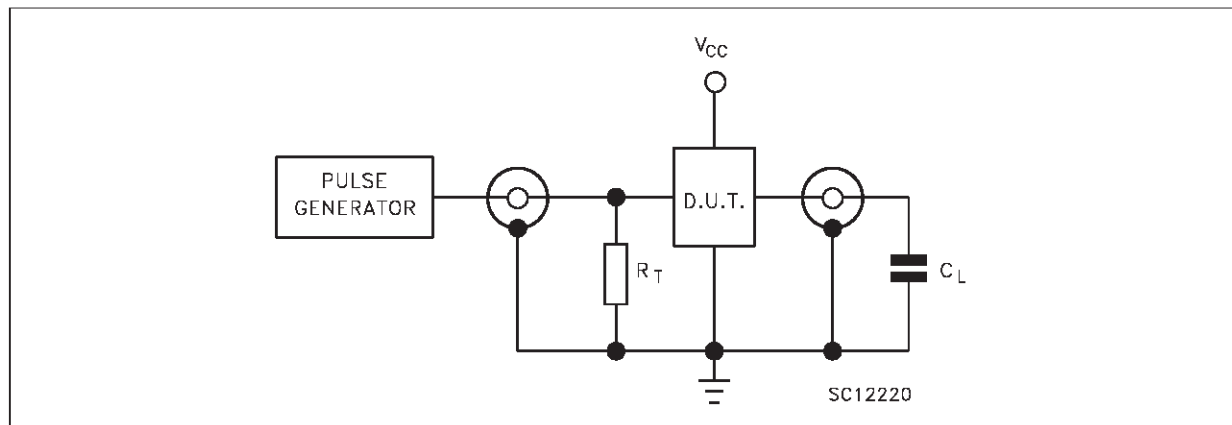 VCC
PULSE
GENERATOR
D.U.T.
RT
CL
SC12220